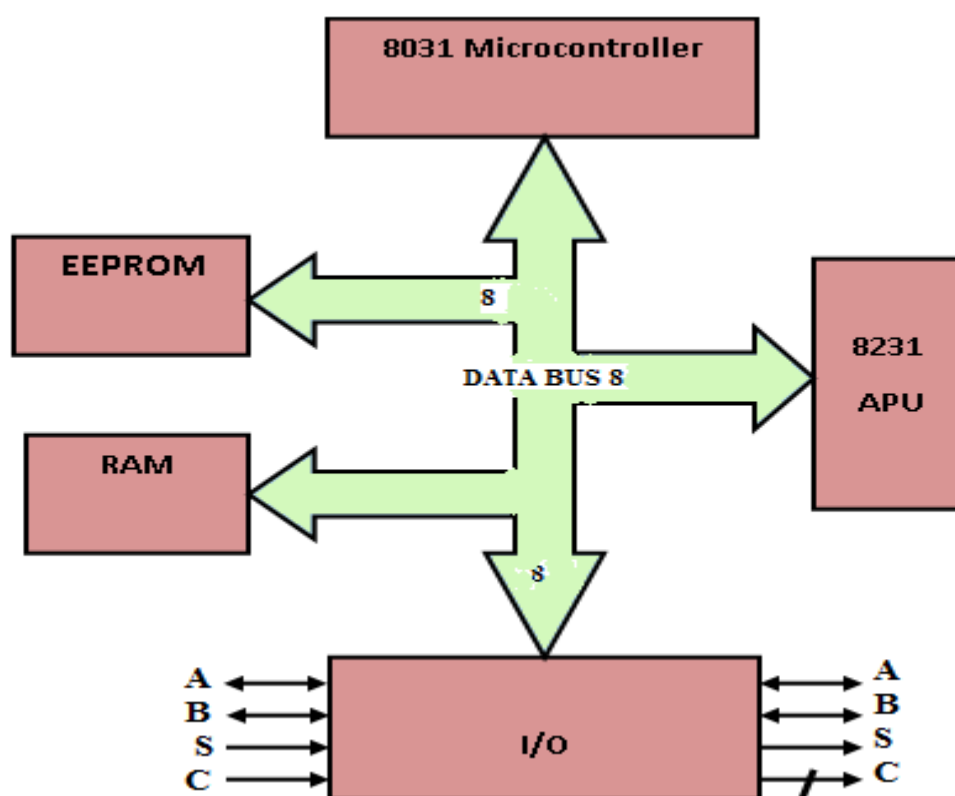 8031 Microcontroller
EEPROM
8
8231
APU
DATA BUS 8
RAM
8
A
B
S
C
I/O
A
B
S
C